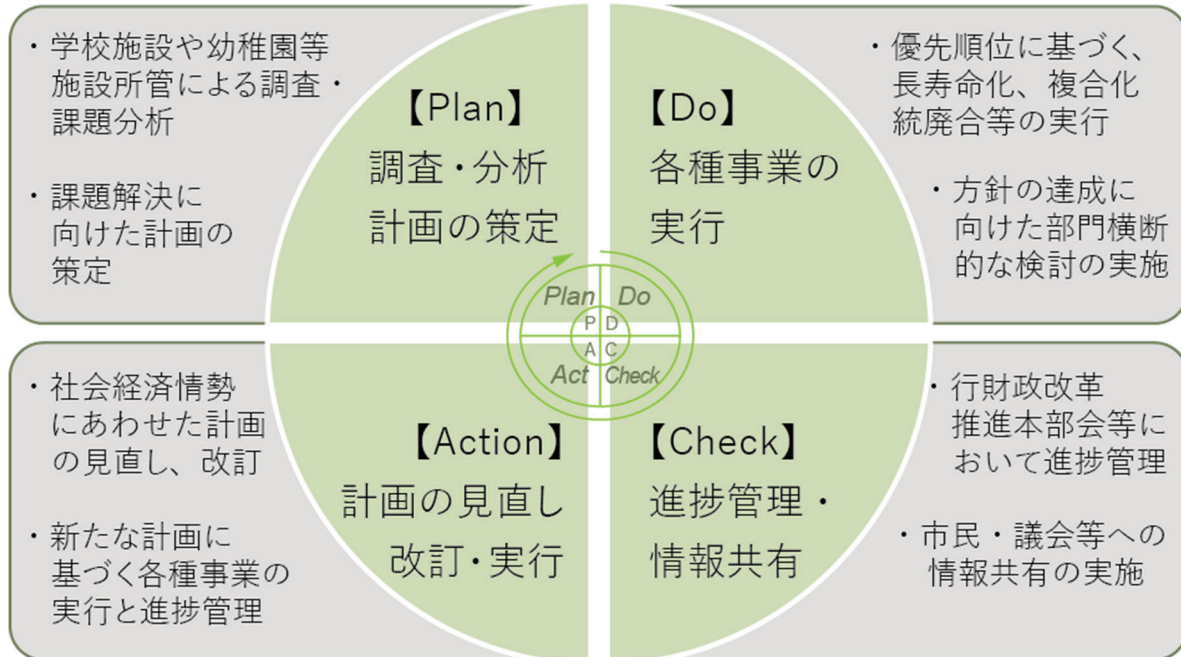 ・学校施設や幼稚園等
施設所管による調査・
課題分析
・課題解決に
向けた計画の
策定
【Plan】
調査・分析
計画の策定
【Do】
各種事業の
実行
・優先順位に基づく、
長寿命化、複合化
統廃合等の実行
・方針の達成に
向けた部門横断
的な検討の実施
Plan Do
P D
A C
Act Check
・社会経済情勢
にあわせた計画
の見直し、改訂
・新たな計画に
基づく各種事業の
実行と進捗管理
【Action】
計画の見直し
改訂・実行
【Check】
進捗管理・
情報共有
・行財政改革
推進本部会等に
おいて進捗管理
・市民・議会等への
情報共有の実施